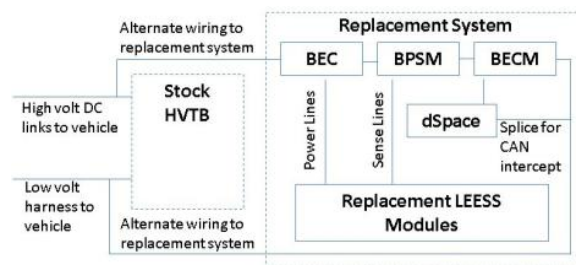 Alternate wiring to
replacement system
Replacement System
BEC
BPSM
BECM
Stock
HVTB
High volt DC
links to vehicle
Power Lines
Sense Lines
dSpace
Splice for
CAN
intercept
Low volt
harness to
vehicle
Replacement LEESS
Modules
Alternate wiring to
replacement system